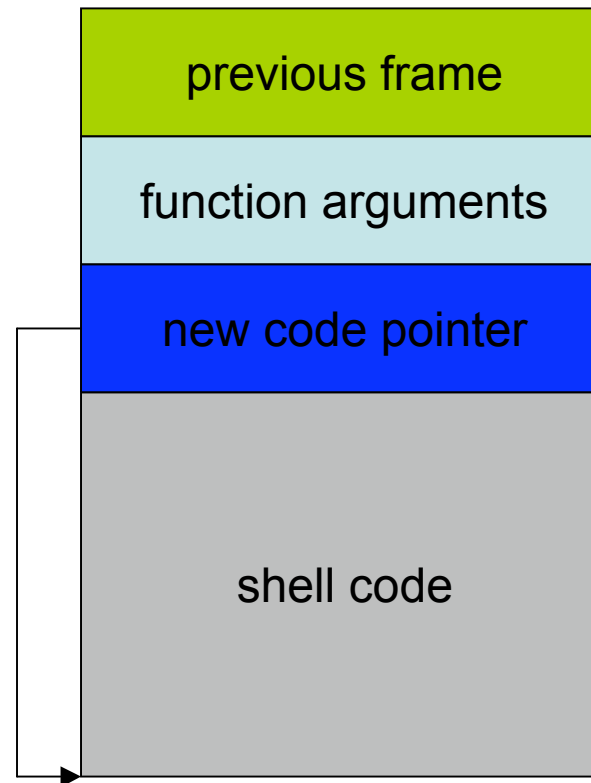 previous frame
function arguments
new code pointer
shell code